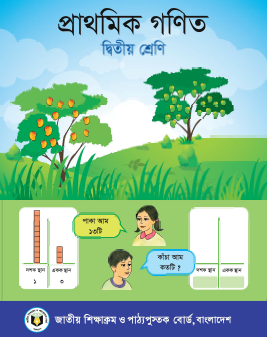 প্রাথমিক গণিত
দ্বিতীয় শ্রেণি
পাকা আম
১৩টি
কাঁচা আম
কতটি ?
দশক স্থান একক স্থান
১ ৩
দশক স্থান একক স্থান
জাতীয় শিক্ষাক্রম ও পাঠ্যপুস্তক বোর্ড, বাংলাদেশ